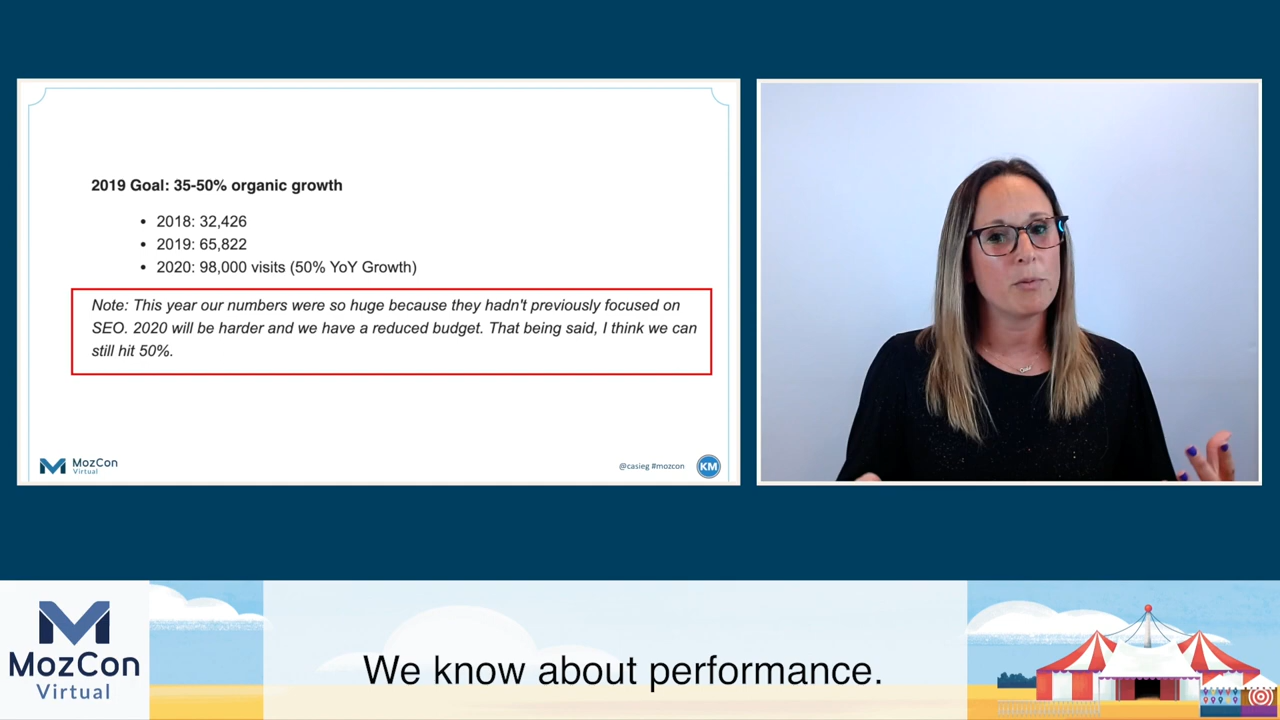 2019 Goal: 35-50% organic growth
• 2018: 32,426
• 2019: 65,822
• 2020: 98,000 visits (50% YoY Growth)
Note: This year our numbers were so huge because they hadn't previously focused on
SEO. 2020 will be harder and we have a reduced budget. That being said, I think we can
still hit 50%.
MozCon
Virtual
@casieg #mozcon
KM
MozCon
Virtual
We know about performance.